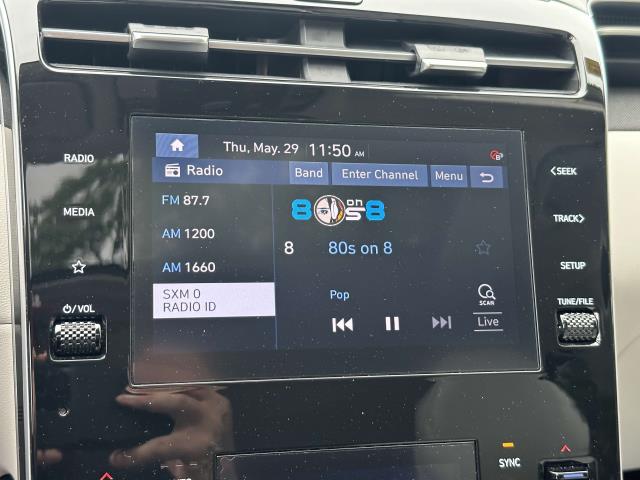 Thu, May. 29 11:50 AM
RADIO
Radio
Band
Enter Channel
Menu
< SEEK
FM 87.7
8 on s 8
MEDIA
AM 1200
8
80s on 8
TRACK >
AM 1660
SETUP
SXM 0
RADIO ID
Pop
SCAN
Live
/VOL
TUNE/FILE
SYNC